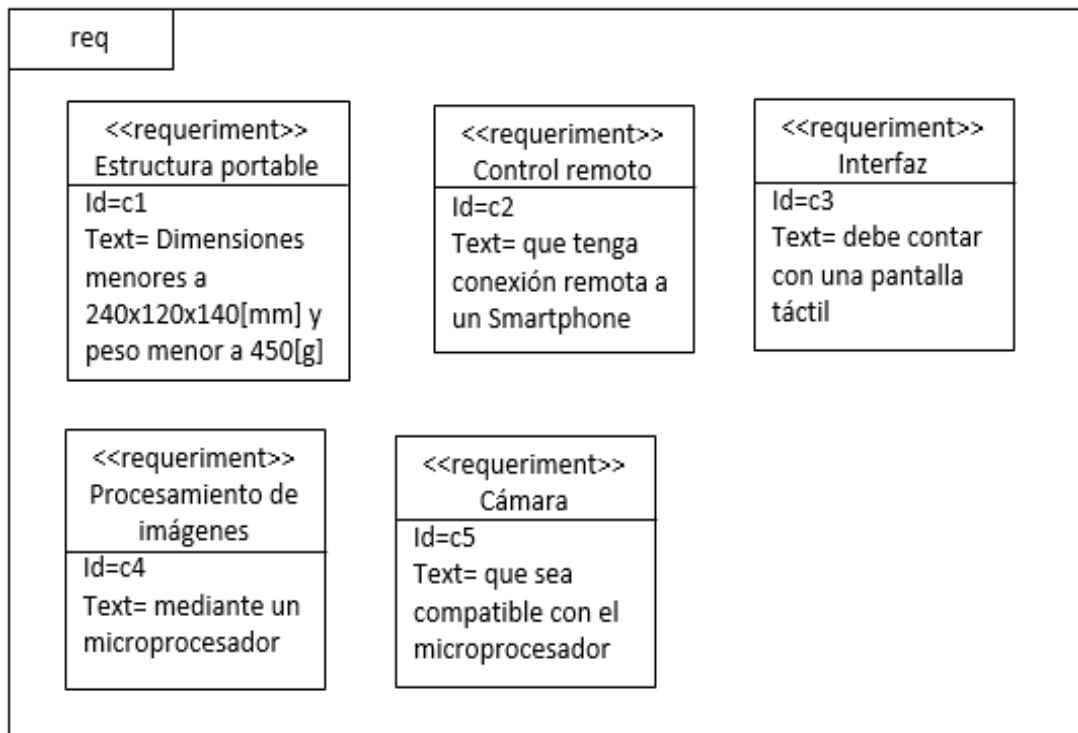 req
<<requeriment>>
Estructura portable
Id=c1
Text= Dimensiones
menores a
240x120x140[mm] y
peso menor a 450[g]
<<requeriment>>
Control remoto
Id=c2
Text= que tenga
conexión remota a
un Smartphone
<<requeriment>>
Interfaz
Id=c3
Text= debe contar
con una pantalla
táctil
<<requeriment>>
Procesamiento de
imágenes
Id=c4
Text= mediante un
microprocesador
<<requeriment>>
Cámara
Id=c5
Text= que sea
compatible con el
microprocesador